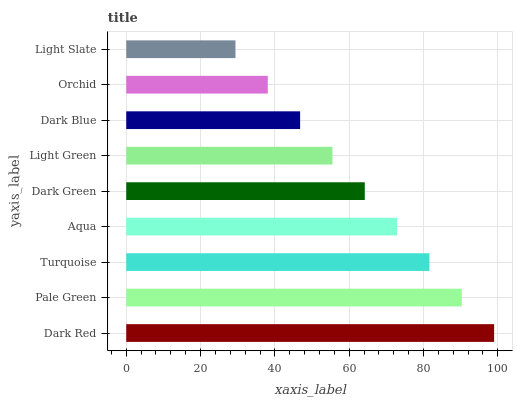 title
yaxis_label
Light Slate
Orchid
Dark Blue
Light Green
Dark Green
Aqua
Turquoise
Pale Green
Dark Red
0 20 40 60 80 100
xaxis_label